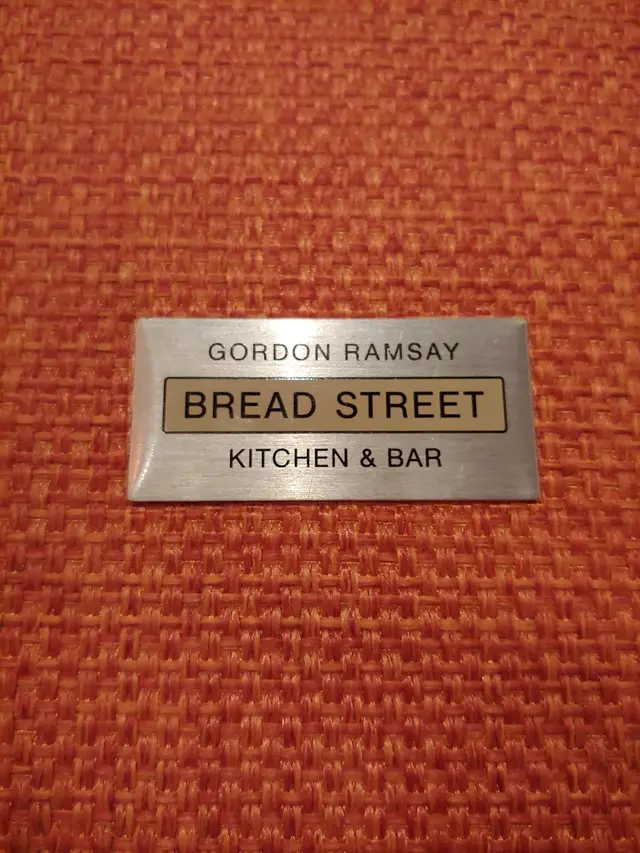 GORDON RAMSAY
BREAD STREET
KITCHEN & BAR